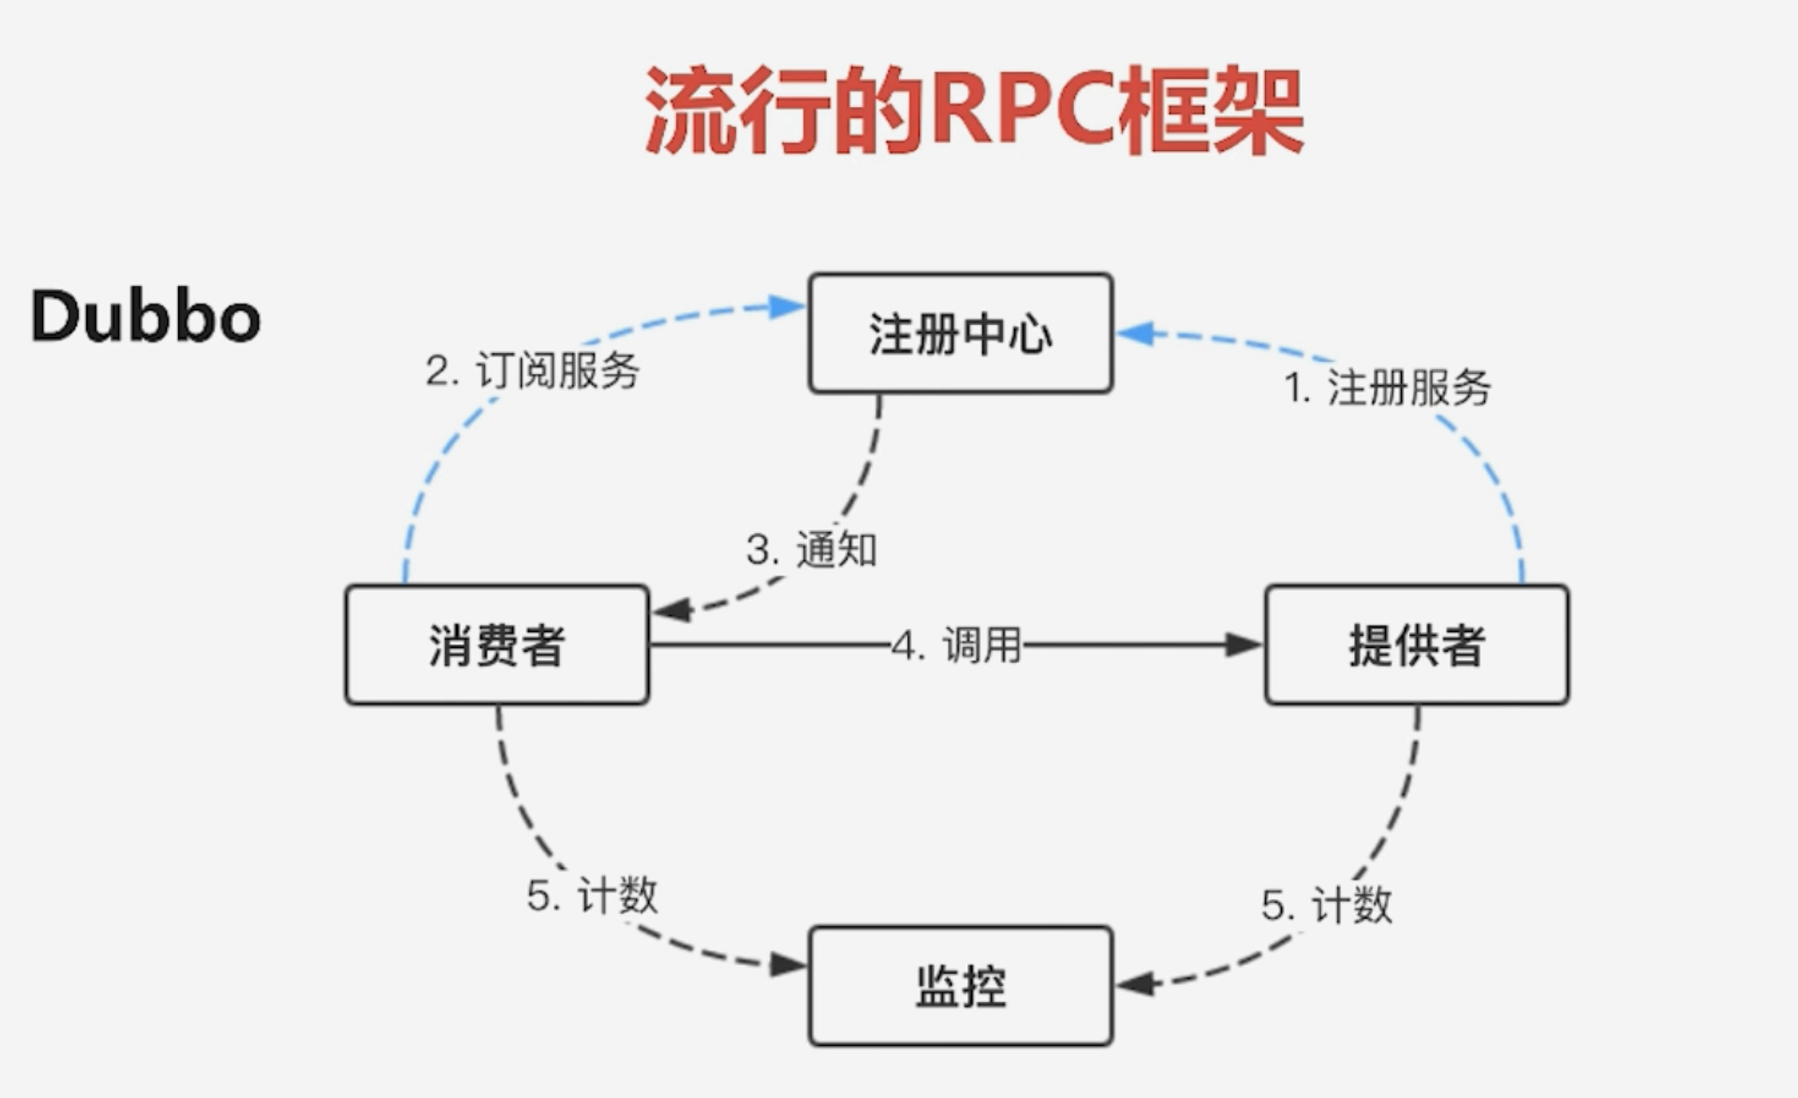 流行的RPC框架
Dubbo
注册中心
2. 订阅服务
1. 注册服务
3. 通知
消费者
4. 调用
提供者
5. 计数
5. 计数
监控